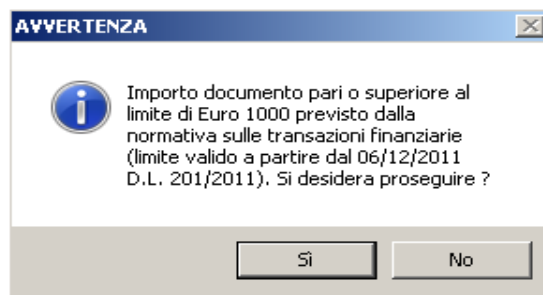 AVVERTENZA
Importo documento pari o superiore al
limite di Euro 1000 previsto dalla
normativa sulle transazioni finanziarie
(limite valido a partire dal 06/12/2011
D.L. 201/2011). Si desidera proseguire ?
Sì
No